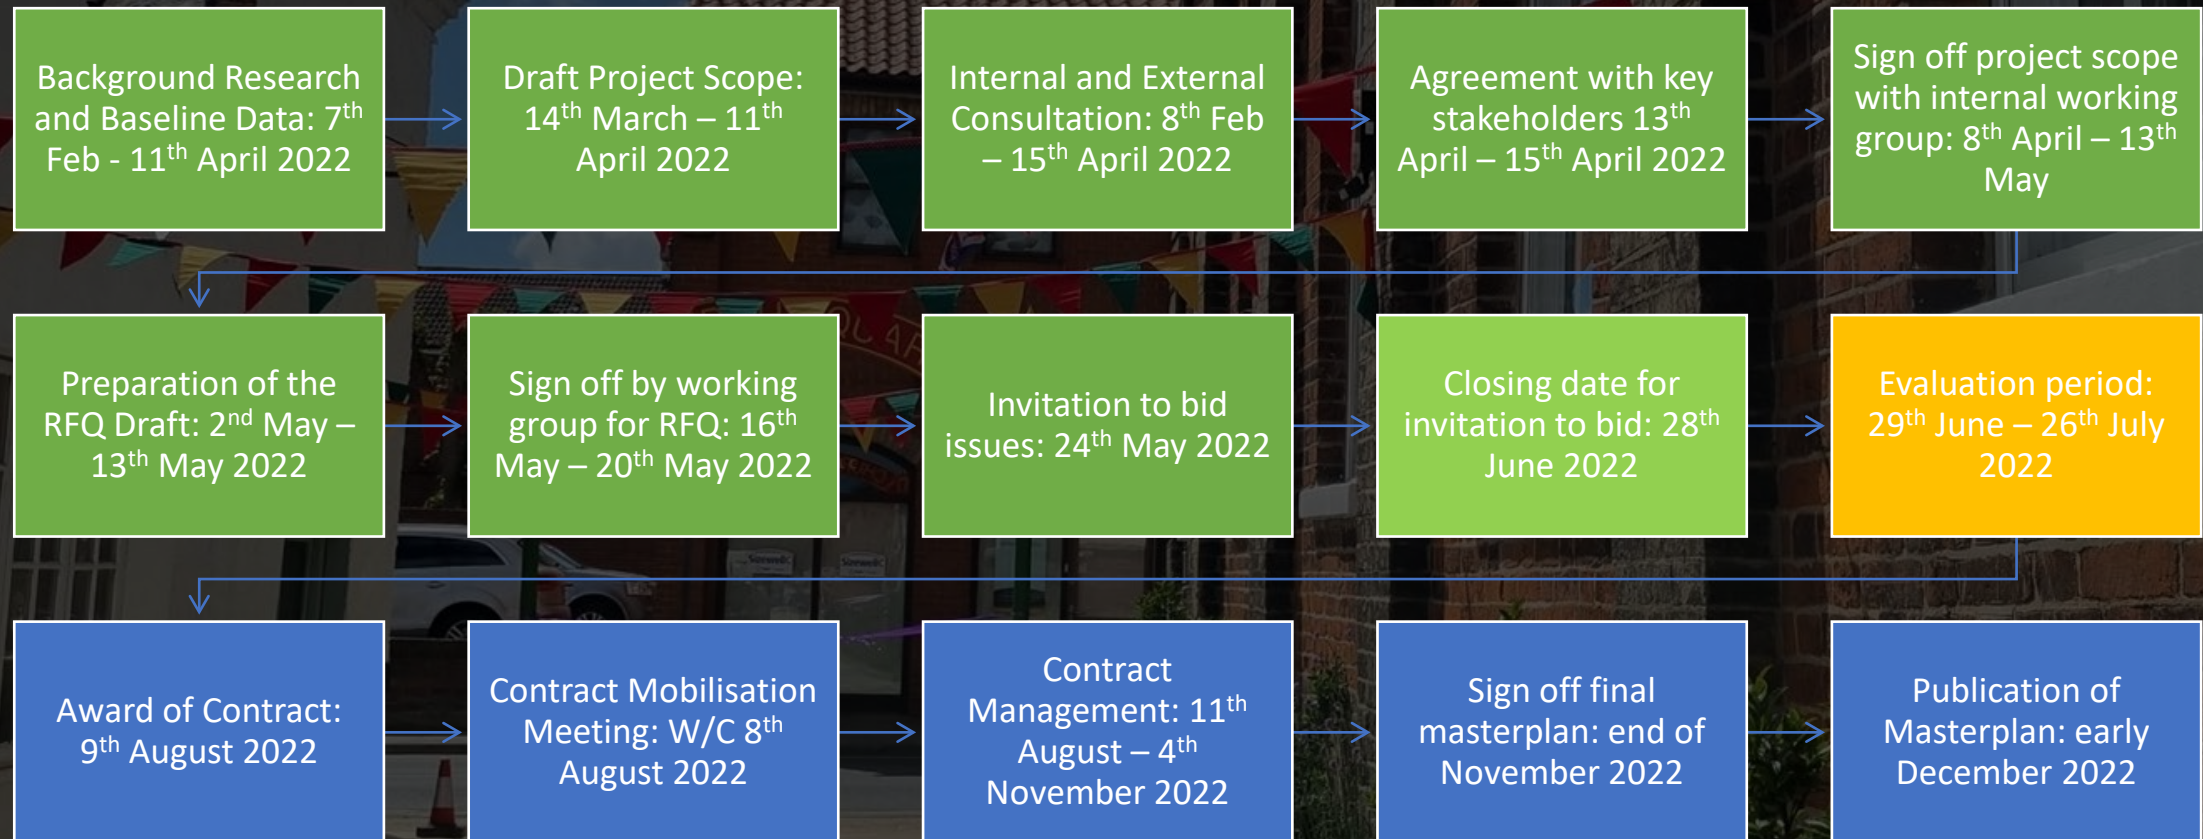 Background Research
and Baseline Data: 7th
Feb - 11th April 2022
Draft Project Scope:
14th March – 11th
April 2022
Internal and External
Consultation: 8th Feb
– 15th April 2022
Agreement with key
stakeholders 13th
April – 15th April 2022
Sign off project scope
with internal working
group: 8th April – 13th
May
Preparation of the
RFQ Draft: 2nd May –
13th May 2022
Sign off by working
group for RFQ: 16th
May – 20th May 2022
Invitation to bid
issues: 24th May 2022
Closing date for
invitation to bid: 28th
June 2022
Evaluation period:
29th June – 26th July
2022
Award of Contract:
9th August 2022
Contract Mobilisation
Meeting: W/C 8th
August 2022
Contract
Management: 11th
August – 4th
November 2022
Sign off final
masterplan: end of
November 2022
Publication of
Masterplan: early
December 2022